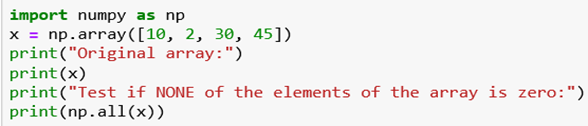 import numpy as np
x = np.array([10, 2, 30, 45])
print("Original array:")
print(x)
print("Test if NONE of the elements of the array is zero:")
print(np.all(x))